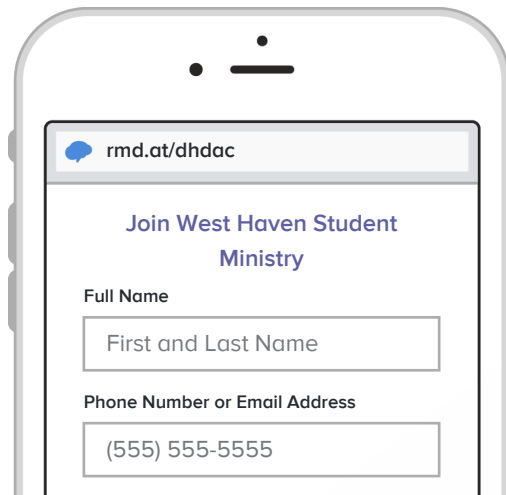 rmd.at/dhdac
Join West Haven Student
Ministry
Full Name
First and Last Name
Phone Number or Email Address
(555) 555-5555